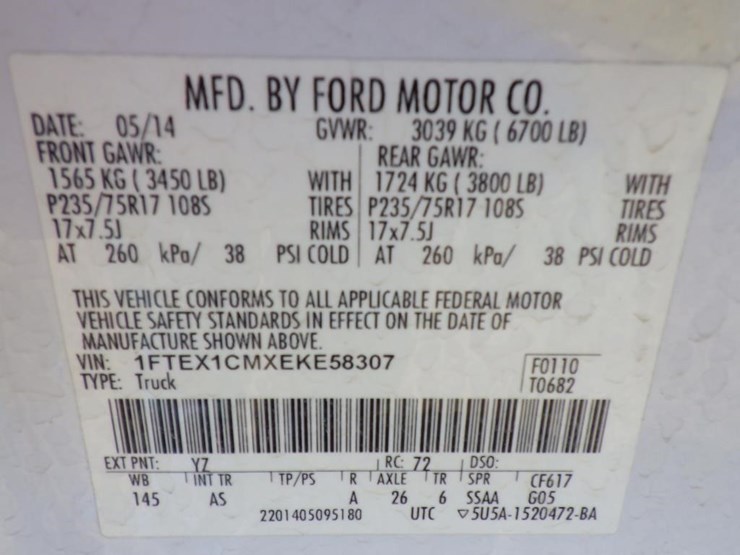 MFD. BY FORD MOTOR CO.
DATE: 05/14 GVWR: 3039 KG ( 6700 LB)
FRONT GAWR: REAR GAWR:
1565 KG ( 3450 LB) WITH 1724 KG ( 3800 LB) WITH
P235/75R17 108S TIRES P235/75R17 108S TIRES
17x7.5J RIMS 17x7.5J RIMS
AT 260 kPa/ 38 PSI COLD AT 260 kPa/ 38 PSI COLD
THIS VEHICLE CONFORMS TO ALL APPLICABLE FEDERAL MOTOR
VEHICLE SAFETY STANDARDS IN EFFECT ON THE DATE OF
MANUFACTURE SHOWN ABOVE.
VIN: 1FTEX1CMXEKE58307 F0110
TYPE: Truck T0682
EXT PNT: YZ RC: 72 DSO:
WB INT TR TP/PS R AXLE TR SPR CF617
145 AS A 26 6 SSAA G05
2201405095180 UTC ▽5U5A-1520472-BA